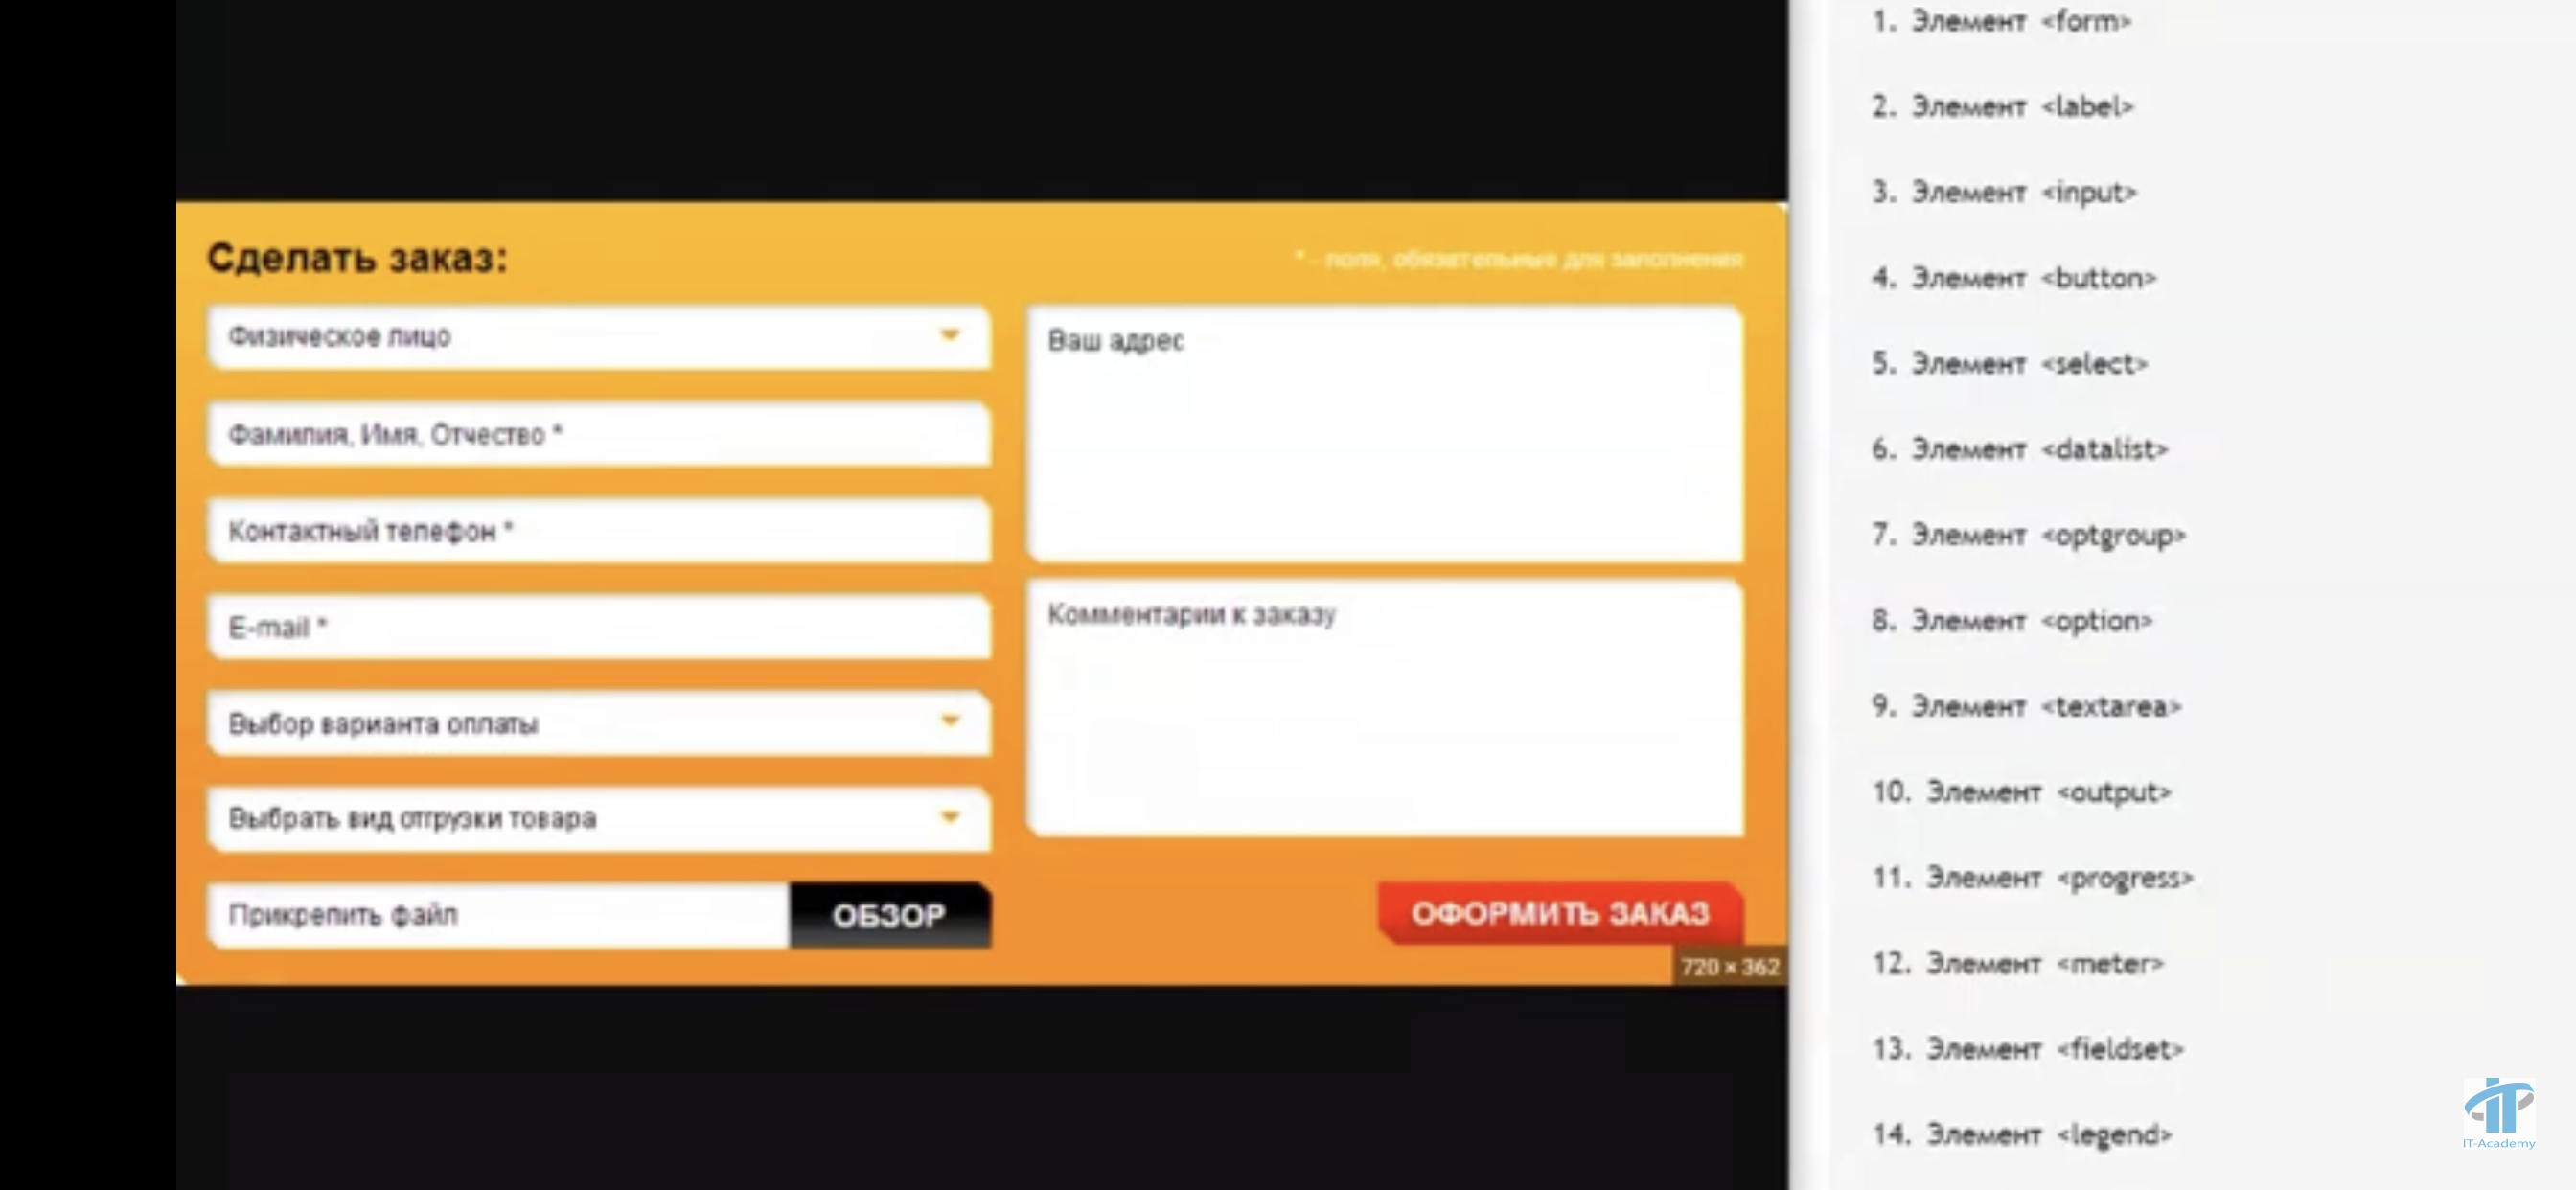 Сделать заказ:
* - поля, обязательные для заполнения
Физическое лицо
Фамилия, Имя, Отчество *
Контактный телефон *
E-mail *
Выбор варианта оплаты
Выбрать вид отгрузки товара
Прикрепить файл
ОБЗОР
Ваш адрес
Комментарии к заказу
ОФОРМИТЬ ЗАКАЗ
720 × 362
1. Элемент <form>
2. Элемент <label>
3. Элемент <input>
4. Элемент <button>
5. Элемент <select>
6. Элемент <datalist>
7. Элемент <optgroup>
8. Элемент <option>
9. Элемент <textarea>
10. Элемент <output>
11. Элемент <progress>
12. Элемент <meter>
13. Элемент <fieldset>
14. Элемент <legend>
iT
IT-Academy